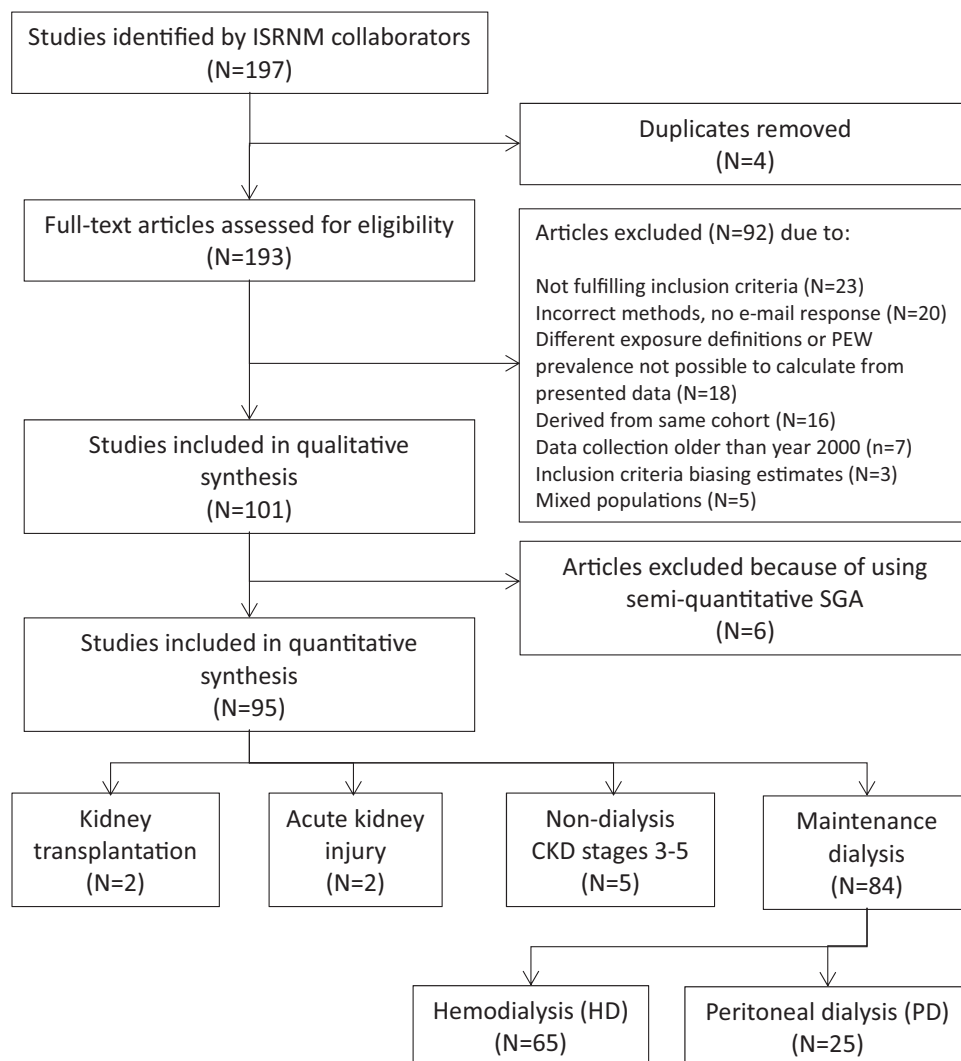 Studies identified by ISRNM collaborators
(N=197)
Duplicates removed
(N=4)
Full-text articles assessed for eligibility
(N=193)
Articles excluded (N=92) due to:
Not fulfilling inclusion criteria (N=23)
Incorrect methods, no e-mail response (N=20)
Different exposure definitions or PEW
prevalence not possible to calculate from
presented data (N=18)
Derived from same cohort (N=16)
Data collection older than year 2000 (n=7)
Inclusion criteria biasing estimates (N=3)
Mixed populations (N=5)
Studies included in qualitative
synthesis
(N=101)
Articles excluded because of using
semi-quantitative SGA
(N=6)
Studies included in quantitative
synthesis
(N=95)
Kidney
transplantation
(N=2)
Acute kidney
injury
(N=2)
Non-dialysis
CKD stages 3-5
(N=5)
Maintenance
dialysis
(N=84)
Hemodialysis (HD)
(N=65)
Peritoneal dialysis (PD)
(N=25)